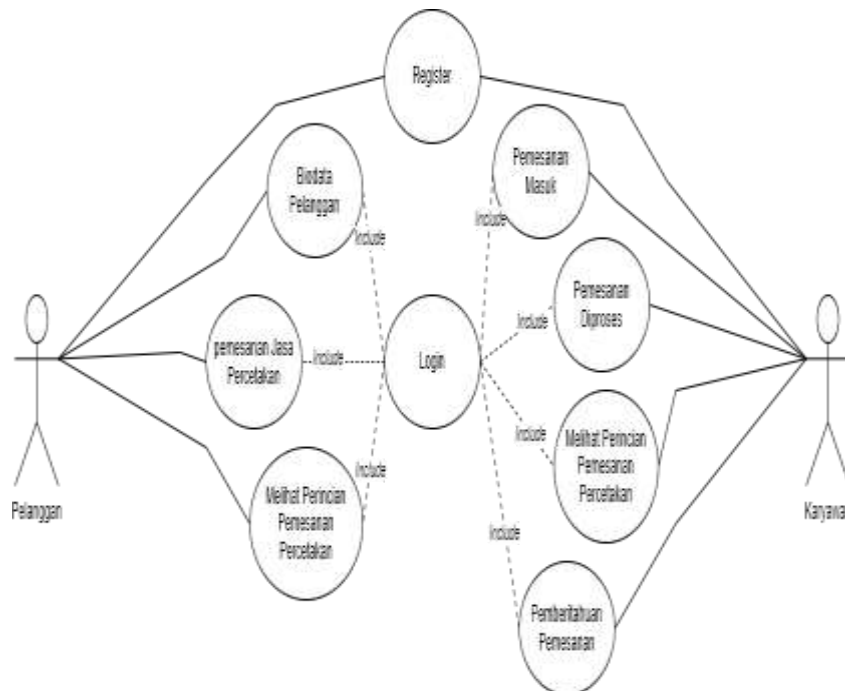 Register
Biodata
Pelanggan
Pemesanan
Masuk
Include
Include
Pemesanan
Diproses
pemesanan Jasa
Percetakan
Include
Login
Include
Melihat Perincian
Pemesanan
Percetakan
Include
Include
Melihat Perincian
Pemesanan
Percetakan
Include
Pelanggan
Karyawan
Pemberitahuan
Pemesanan